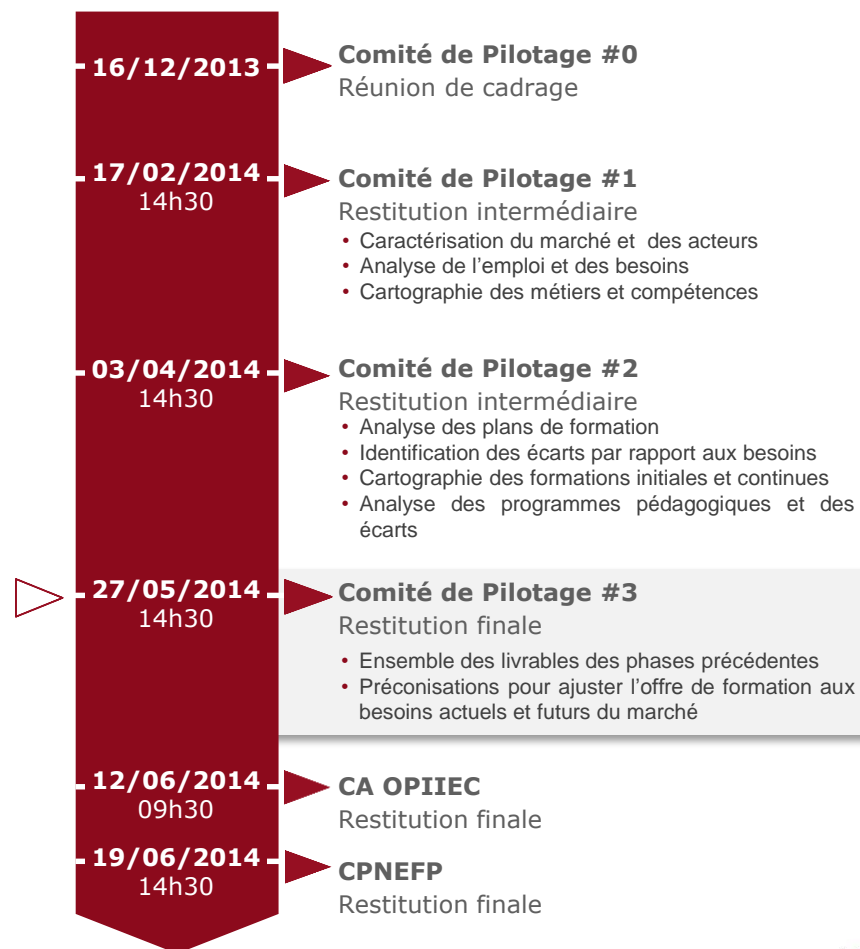 16/12/2013
Comité de Pilotage #0
Réunion de cadrage
17/02/2014
14h30
Comité de Pilotage #1
Restitution intermédiaire
• Caractérisation du marché et des acteurs
• Analyse de l'emploi et des besoins
• Cartographie des métiers et compétences
03/04/2014
14h30
Comité de Pilotage #2
Restitution intermédiaire
• Analyse des plans de formation
• Identification des écarts par rapport aux besoins
• Cartographie des formations initiales et continues
• Analyse des programmes pédagogiques et des
écarts
27/05/2014
14h30
Comité de Pilotage #3
Restitution finale
• Ensemble des livrables des phases précédentes
• Préconisations pour ajuster l'offre de formation aux
besoins actuels et futurs du marché
12/06/2014
09h30
CA OPIIEC
Restitution finale
19/06/2014
14h30
CPNEFP
Restitution finale